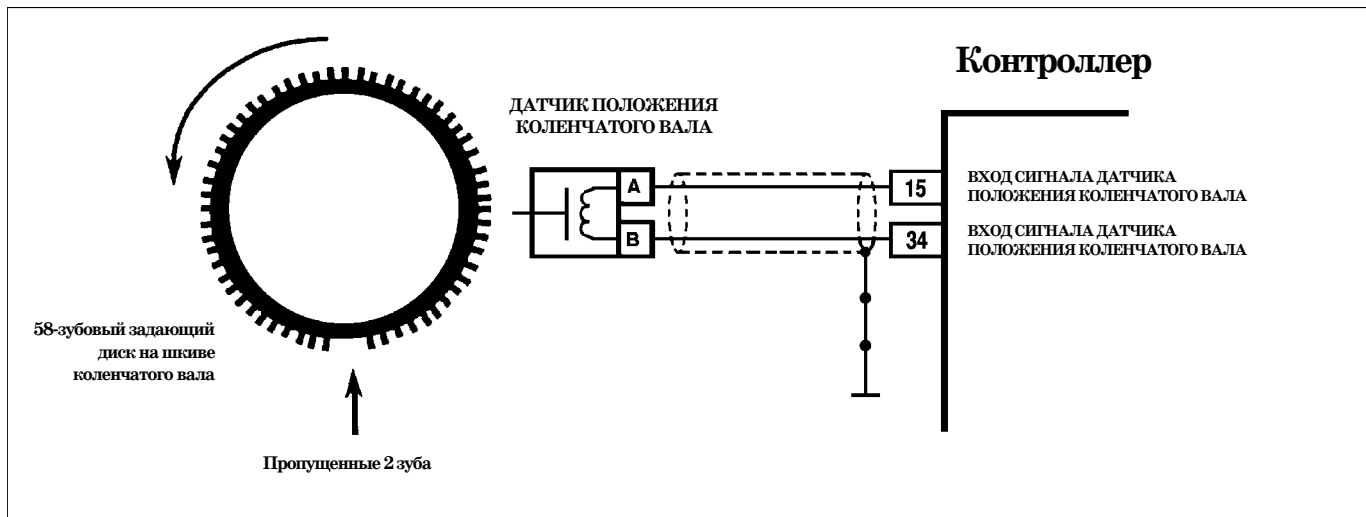 Контроллер
ДАТЧИК ПОЛОЖЕНИЯ
КОЛЕНЧАТОГО ВАЛА
A
B
15
34
ВХОД СИГНАЛА ДАТЧИКА
ПОЛОЖЕНИЯ КОЛЕНЧАТОГО ВАЛА
ВХОД СИГНАЛА ДАТЧИКА
ПОЛОЖЕНИЯ КОЛЕНЧАТОГО ВАЛА
58-зубовый задающий
диск на шкиве
коленчатого вала
Пропущенные 2 зуба